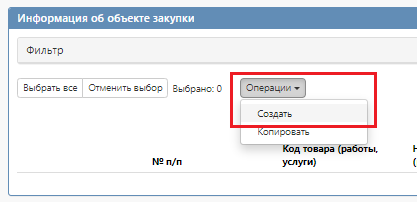 Информация об объекте закупки
Фильтр
Выбрать все Отменить выбор Выбрано: 0 Операции
Создать
Копировать
№ п/п Код товара (работы, услуги)